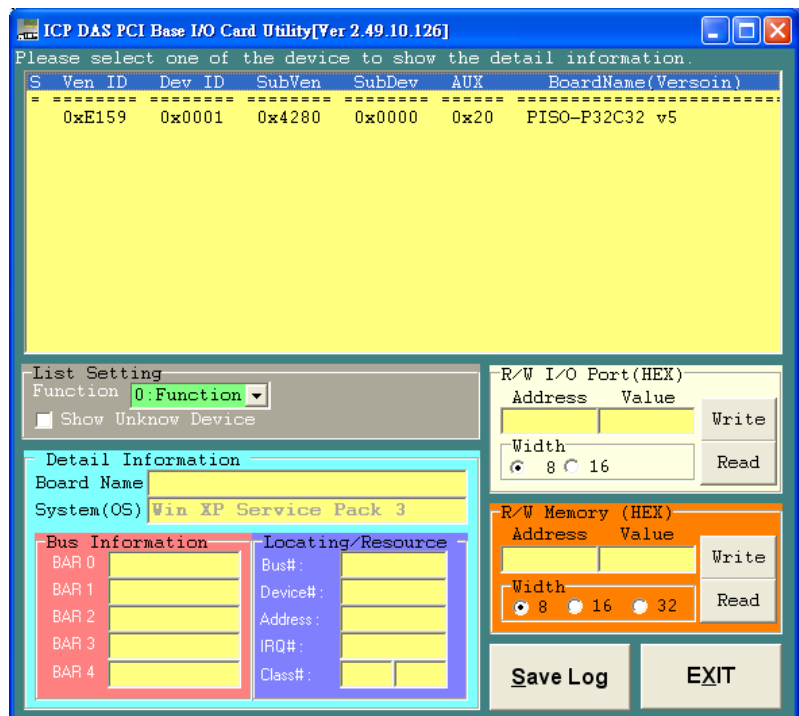 ICP DAS PCI Base I/O Card Utility[Ver 2.49.10.126]
Please select one of the device to show the detail information.
S Ven ID Dev ID SubVen SubDev AUX BoardName(Versoin)
= ======== ======== ======== ======== ====== ==========================
0xE159 0x0001 0x4280 0x0000 0x20 PISO-P32C32 v5
List Setting
Function 0:Function
Show Unknow Device
Detail Information
Board Name
System(OS) Win XP Service Pack 3
Bus Information
BAR 0
BAR 1
BAR 2
BAR 3
BAR 4
Locating/Resource
Bus# :
Device# :
Address :
IRQ# :
Class# :
R/W I/O Port(HEX)
Address Value
Write
Width
8 16
Read
R/W Memory (HEX)
Address Value
Write
Width
8 16 32
Read
Save Log
EXIT